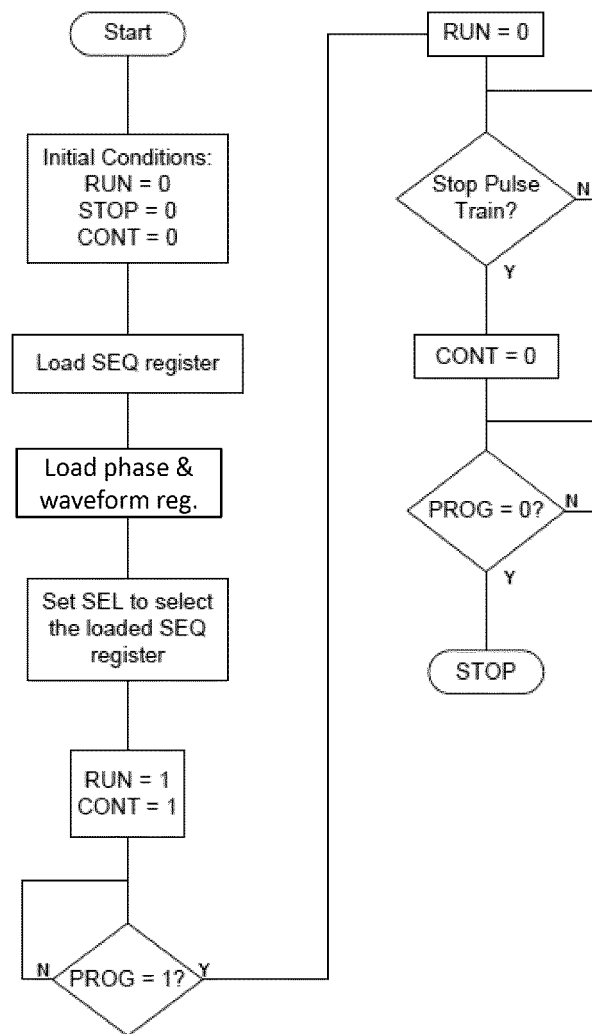 Start
Initial Conditions:
RUN = 0
STOP = 0
CONT = 0
Load SEQ register
Load phase &
waveform reg.
Set SEL to select
the loaded SEQ
register
RUN = 1
CONT = 1
PROG = 1?
N
Y
RUN = 0
Stop Pulse
Train?
N
Y
CONT = 0
PROG = 0?
N
Y
STOP